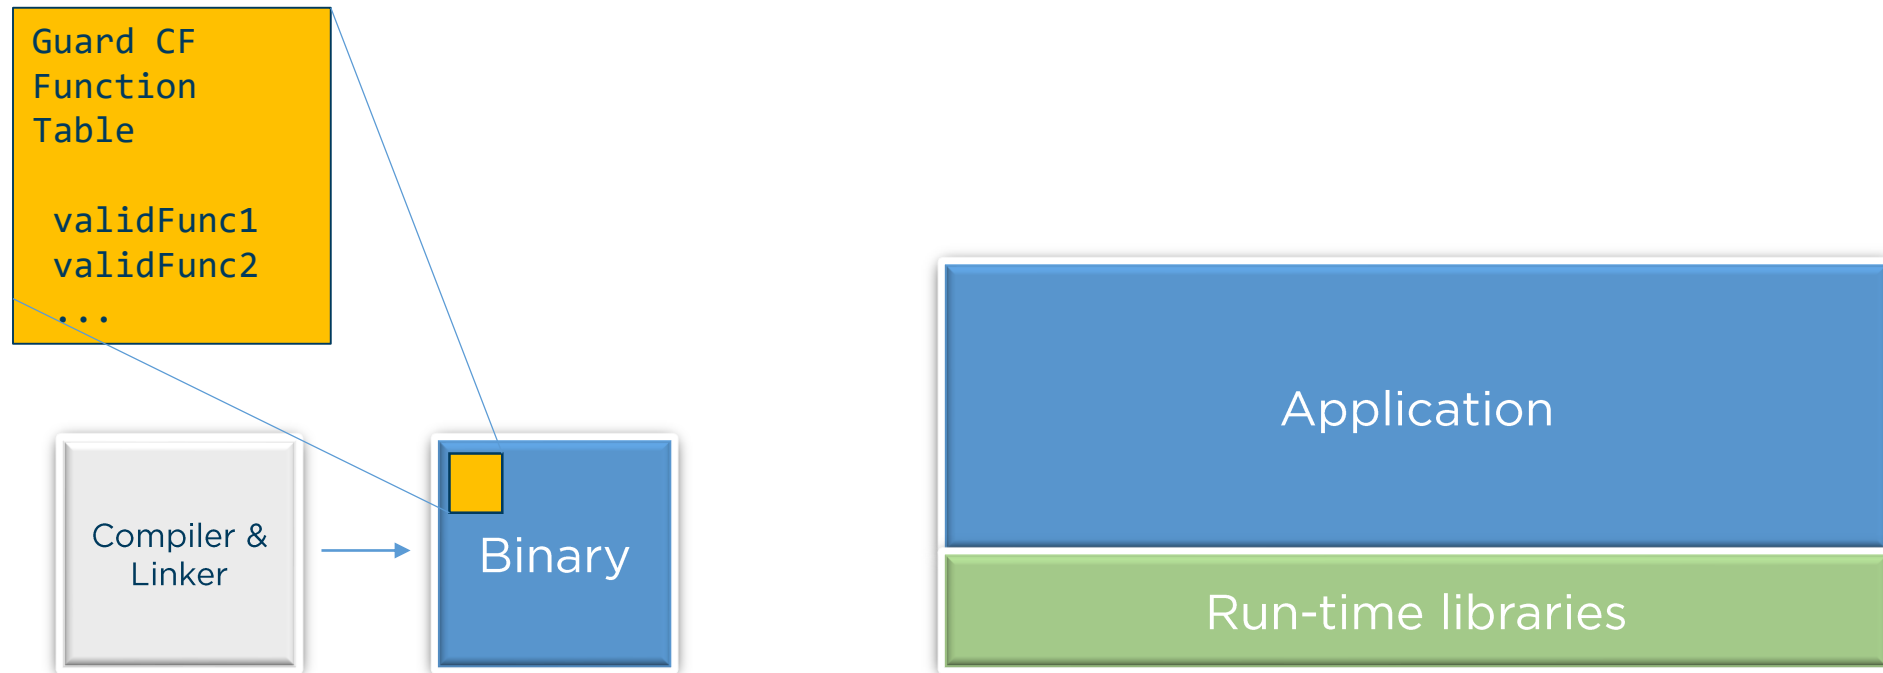 Guard CF
Function
Table
validFunc1
validFunc2
...
Compiler &
Linker
Binary
Application
Run-time libraries